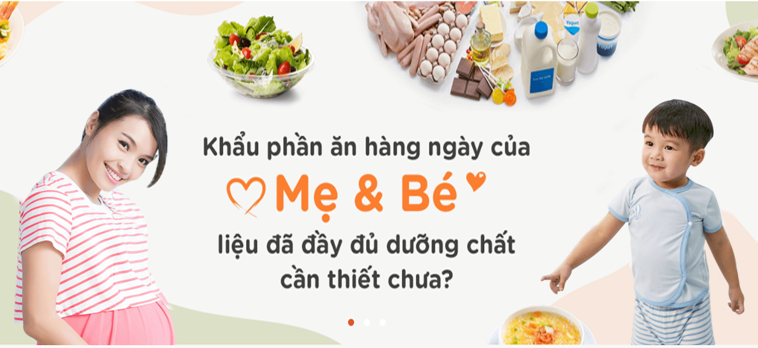 Khẩu phần ăn hàng ngày của
Mẹ & Bé
liệu đã đầy đủ dưỡng chất
cần thiết chưa?